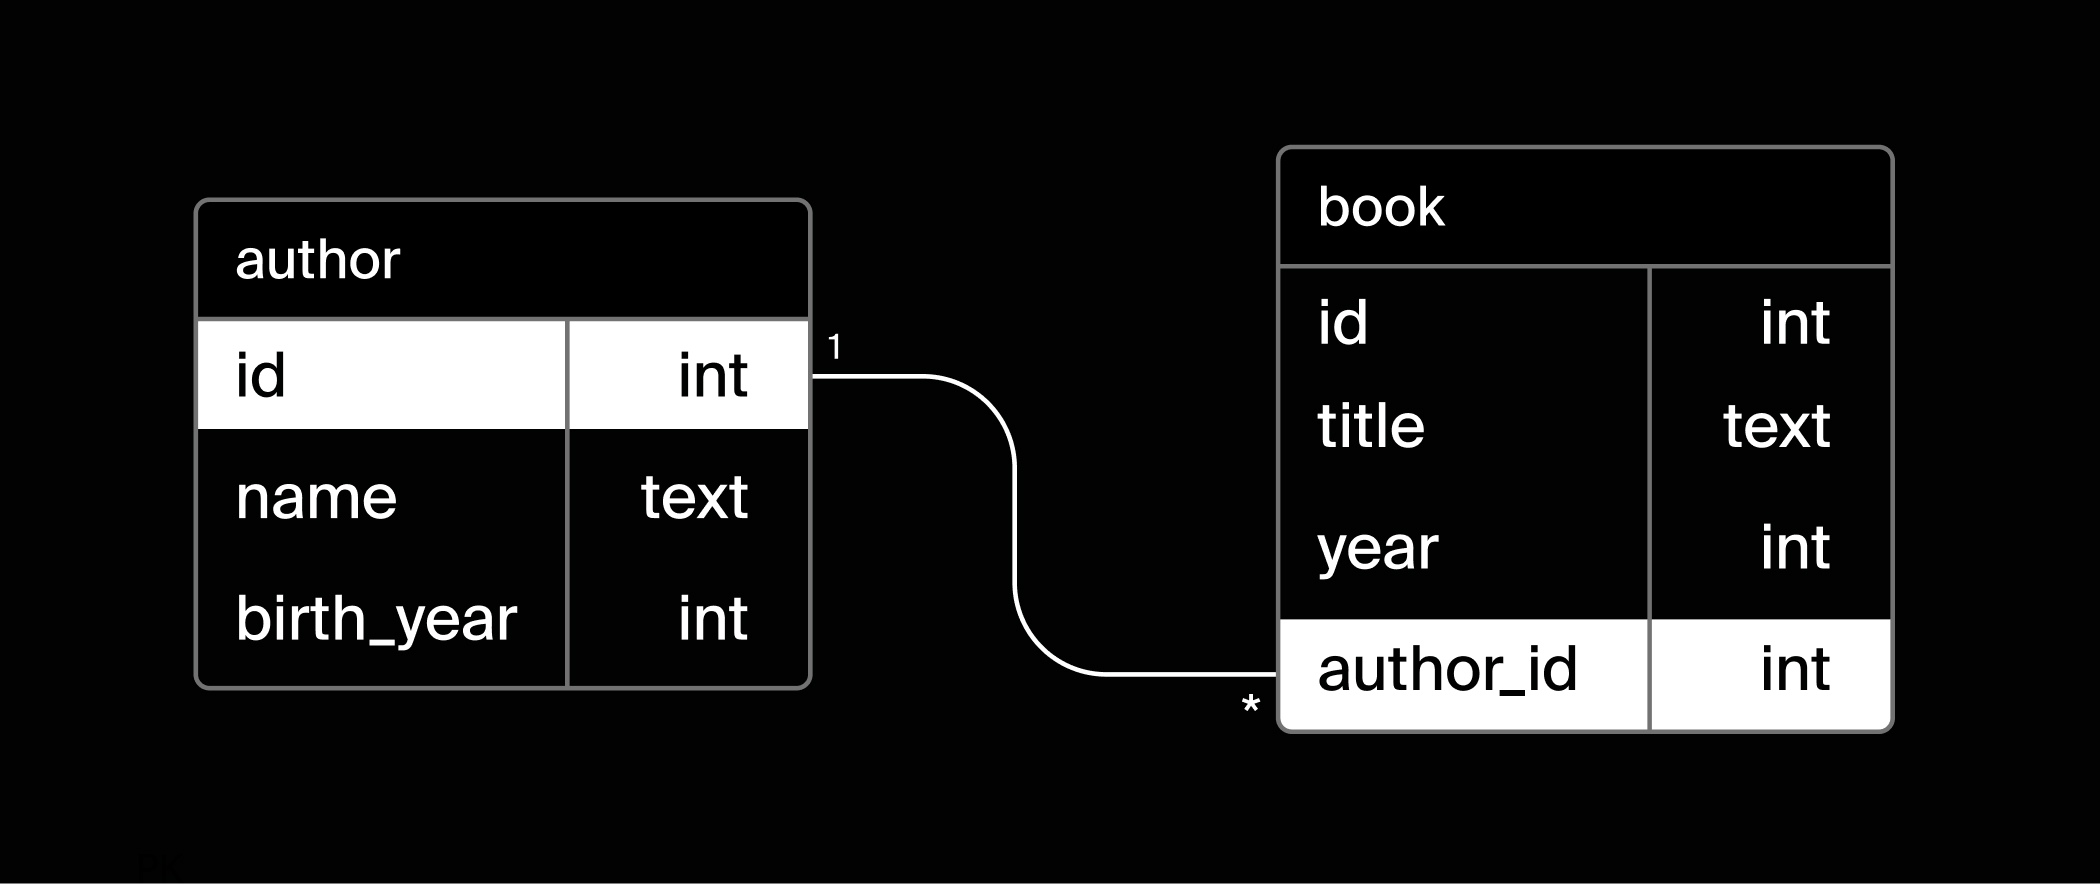 author
id int
name text
birth_year int
1
*
book
id int
title text
year int
author_id int